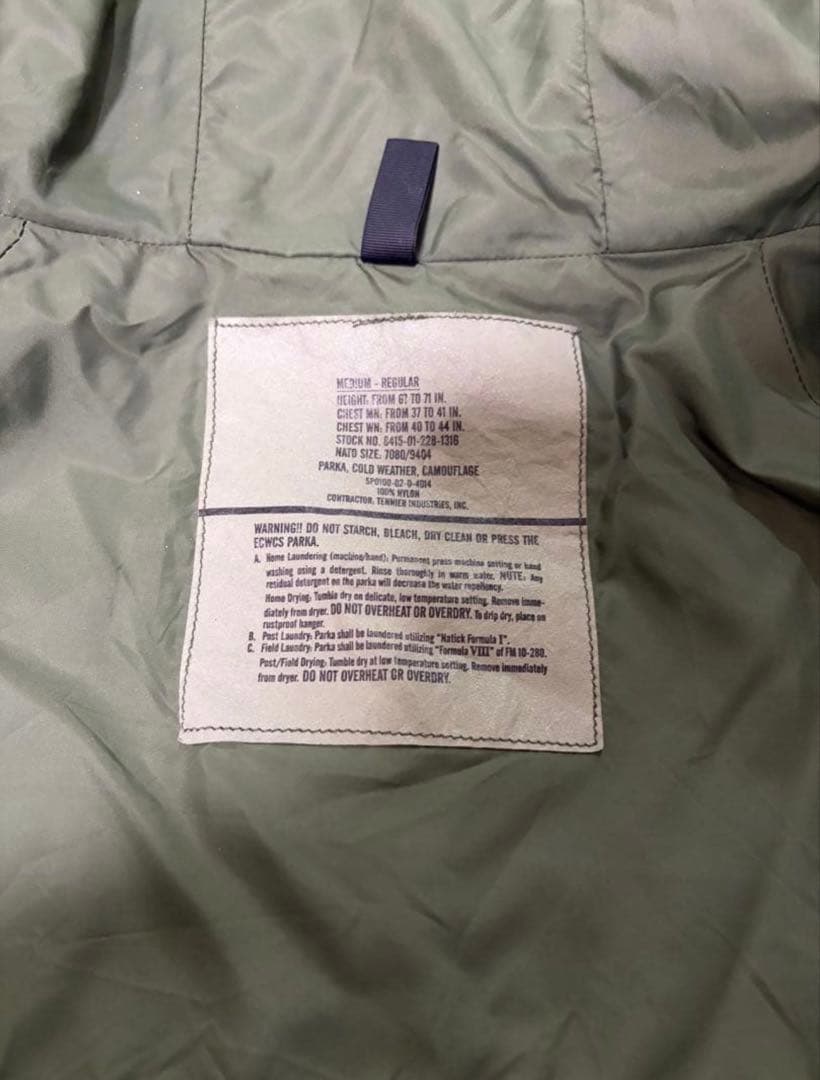 MEDIUM - REGULAR
HEIGHT: FROM 67 TO 71 IN.
CHEST MN: FROM 37 TO 41 IN.
CHEST WN: FROM 40 TO 44 IN.
STOCK NO. 8415-01-228-1316
NATO SIZE: 7080/9404
PARKA, COLD WEATHER, CAMOUFLAGE
SP0100-02-D-4014
100% NYLON
CONTRACTOR, TENNIER INDUSTRIES, INC.
WARNING!! DO NOT STARCH, BLEACH, DRY CLEAN OR PRESS THE
ECWCS PARKA.
A. Home Laundering (machine/hand): Permanent press machine setting or hand
washing using a detergent. Rinse thoroughly in warm water. NOTE: Any
residual detergent on the parka will decrease the water repellency.
Home Drying: Tumble dry on delicate, low temperature setting. Remove imme-
diately from dryer. DO NOT OVERHEAT OR OVERDRY. To drip dry, place on
rustproof hanger.
B. Post Laundry: Parka shall be laundered utilizing "Natick Formula I".
C. Field Laundry: Parka shall be laundered utilizing "Formula VIII" of FM 10-280.
Post/Field Drying: Tumble dry at low temperature setting. Remove immediately
from dryer. DO NOT OVERHEAT OR OVERDRY.